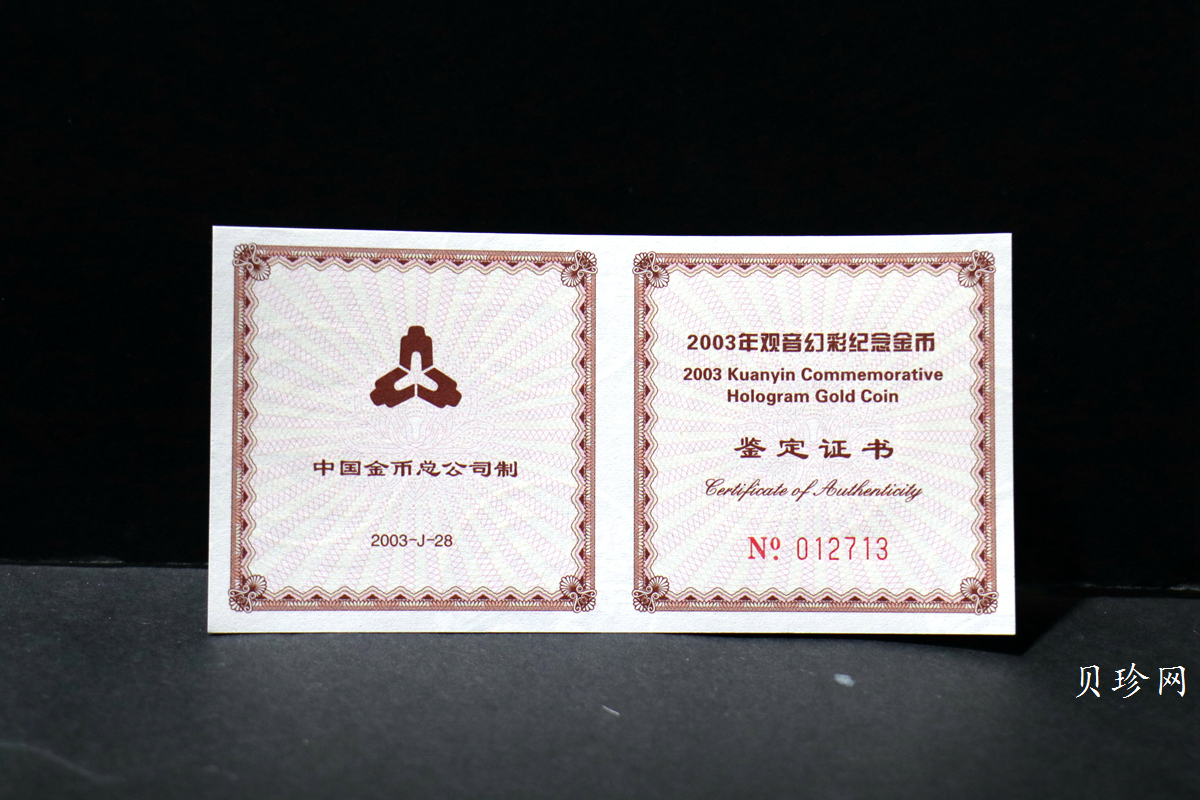 中国金币总公司制
2003-J-28
2003年观音幻彩纪念金币
2003 Kuanyin Commemorative
Hologram Gold Coin
鉴定证书
Certificate of Authenticity
Nº 012713
贝珍网